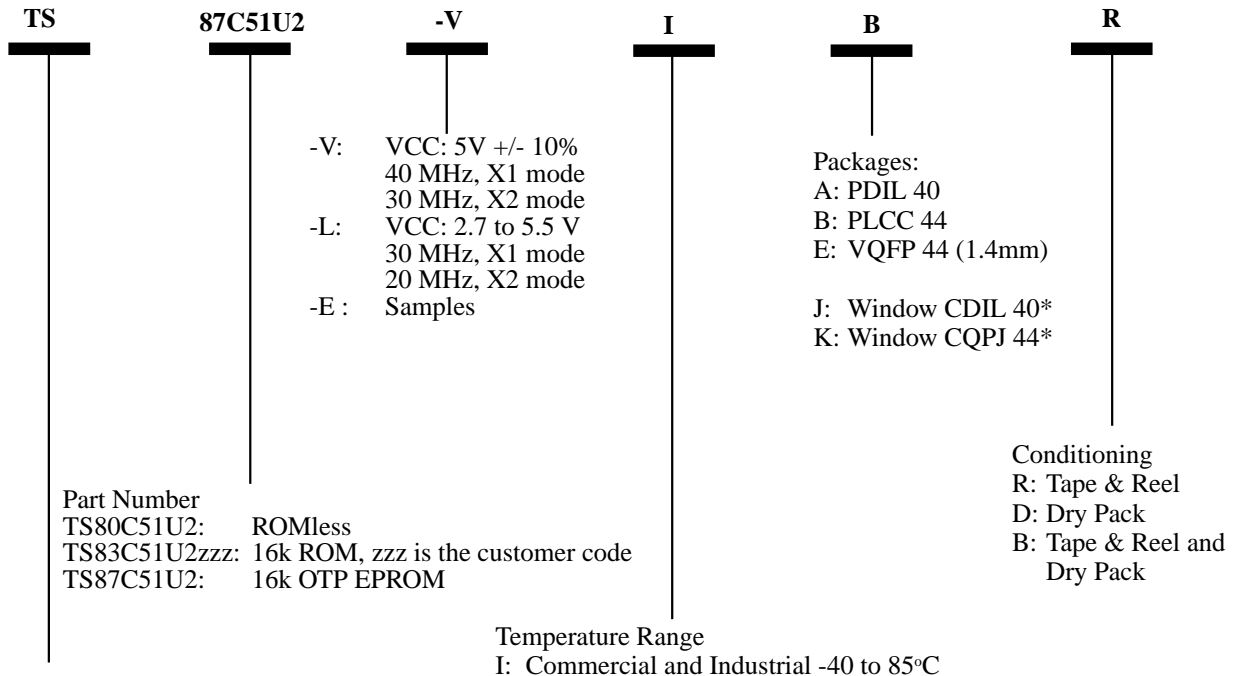 TS 87C51U2 -V I B R
-V: VCC: 5V +/- 10%
40 MHz, X1 mode
30 MHz, X2 mode
-L: VCC: 2.7 to 5.5 V
30 MHz, X1 mode
20 MHz, X2 mode
-E : Samples
Packages:
A: PDIL 40
B: PLCC 44
E: VQFP 44 (1.4mm)
J: Window CDIL 40*
K: Window CQPJ 44*
Conditioning
R: Tape & Reel
D: Dry Pack
B: Tape & Reel and
Dry Pack
Part Number
TS80C51U2: ROMless
TS83C51U2zzz: 16k ROM, zzz is the customer code
TS87C51U2: 16k OTP EPROM
Temperature Range
I: Commercial and Industrial -40 to 85°C